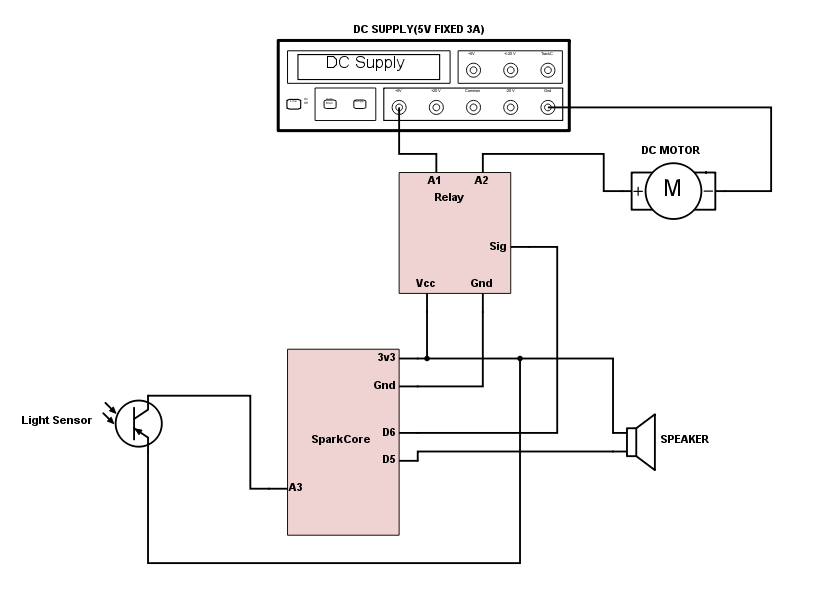 DC SUPPLY(5V FIXED 3A)
DC Supply
+5V
+20 V
Common
-20 V
Gnd
DC MOTOR
+ M −
A1 A2
Relay
Sig
Vcc Gnd
3v3
Gnd
Light Sensor
D6
SparkCore
SPEAKER
D5
A3